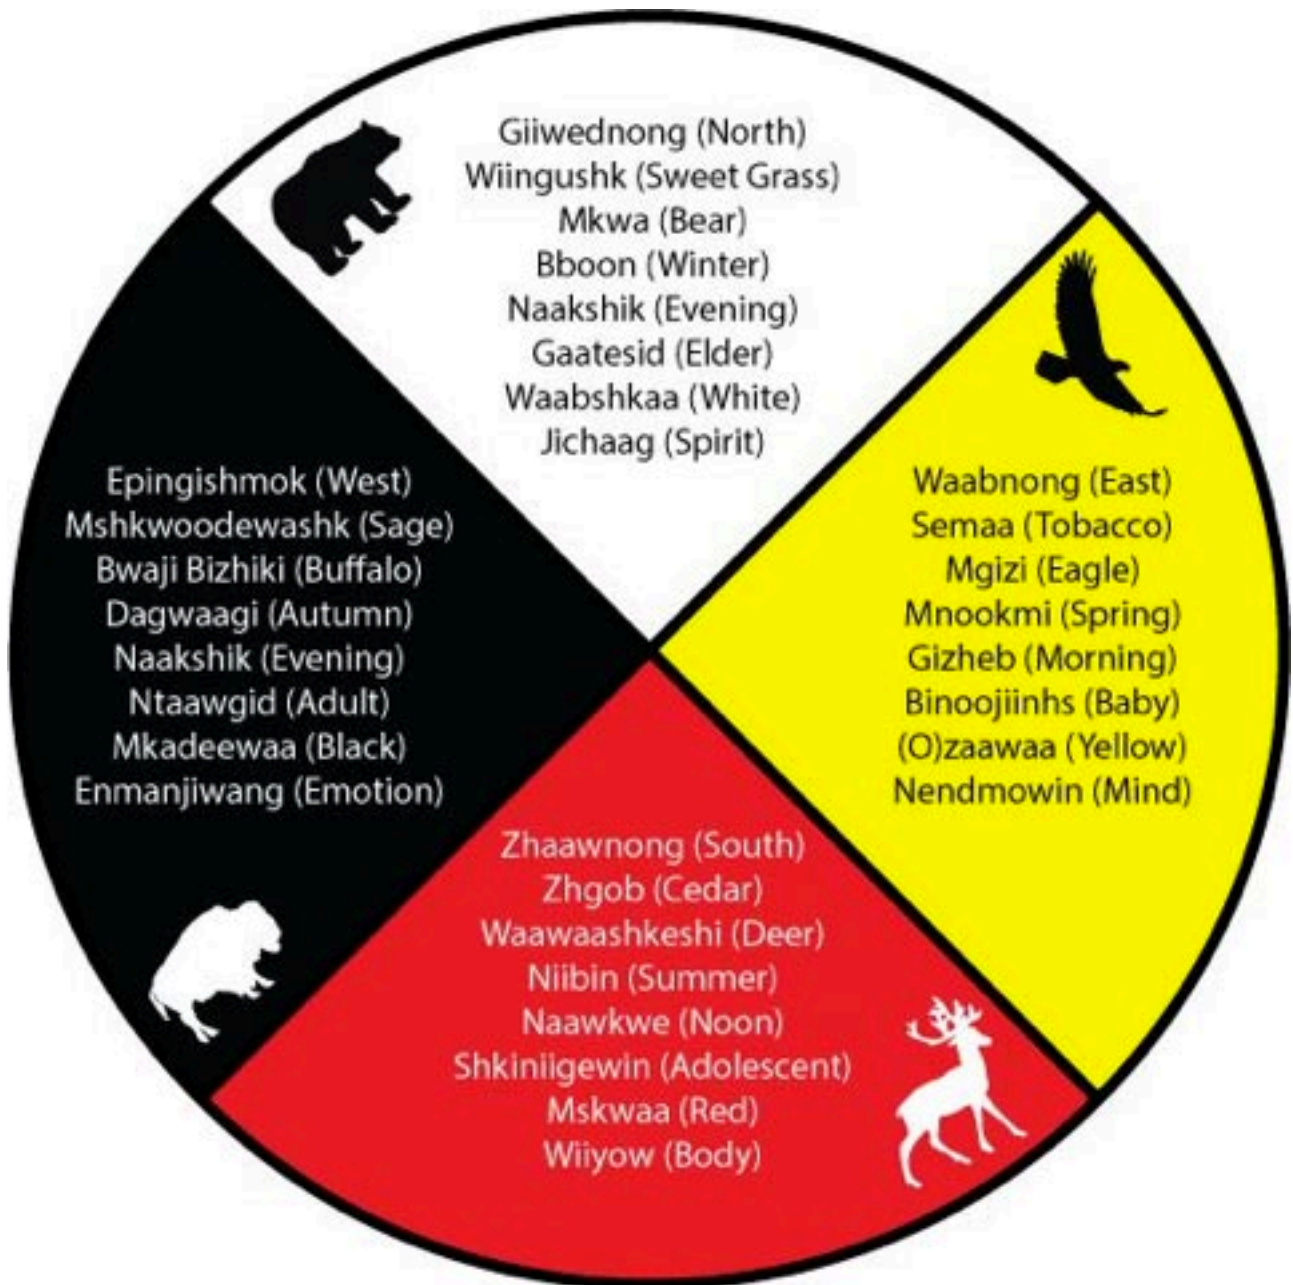 Giiwednong (North)
Wiingushk (Sweet Grass)
Mkwa (Bear)
Bboon (Winter)
Naakshik (Evening)
Gaatesid (Elder)
Waabshkaa (White)
Jichaag (Spirit)
Epingishmok (West)
Mshkwoodewashk (Sage)
Bwaji Bizhiki (Buffalo)
Dagwaagi (Autumn)
Naakshik (Evening)
Ntaawgid (Adult)
Mkadeewaa (Black)
Enmanjiwang (Emotion)
Waabnong (East)
Semaa (Tobacco)
Mgizi (Eagle)
Mnookmi (Spring)
Gizheb (Morning)
Binoojiinhs (Baby)
(O)zaawaa (Yellow)
Nendmowin (Mind)
Zhaawnong (South)
Zhgob (Cedar)
Waawaashkeshi (Deer)
Niibin (Summer)
Naawkwe (Noon)
Shkiniigewin (Adolescent)
Mskwaa (Red)
Wiiyow (Body)